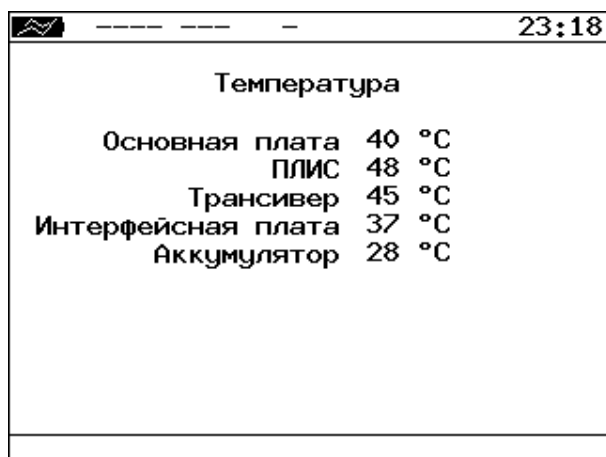 ---- --- - 23:18
Температура
Основная плата 40 °C
ПЛИС 48 °C
Трансивер 45 °C
Интерфейсная плата 37 °C
Аккумулятор 28 °C